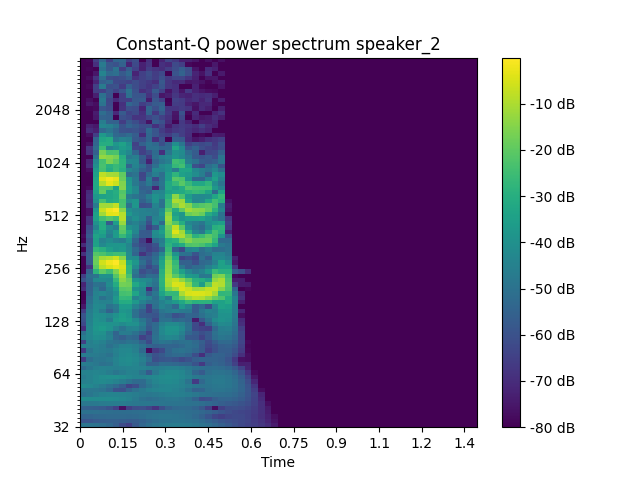 Constant-Q power spectrum speaker_2
Hz
2048
1024
512
256
128
64
32
0 0.15 0.3 0.45 0.6 0.75 0.9 1.1 1.2 1.4
Time
-10 dB
-20 dB
-30 dB
-40 dB
-50 dB
-60 dB
-70 dB
-80 dB